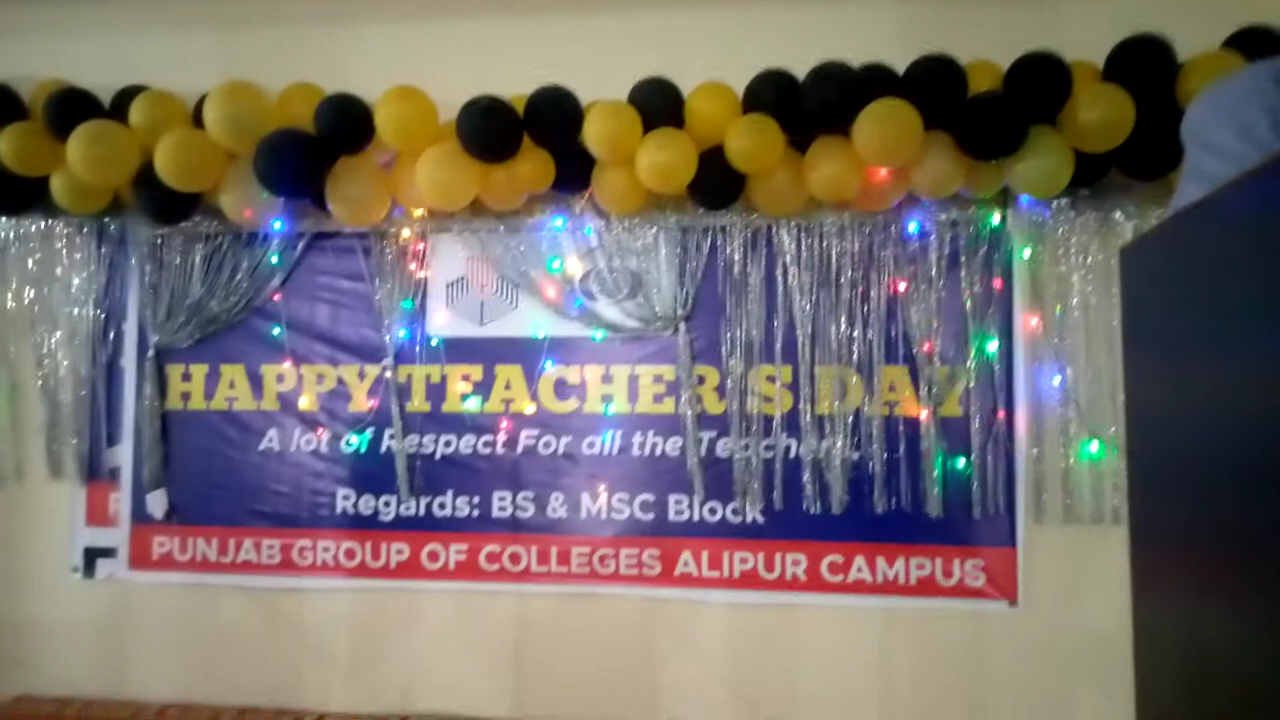 HAPPY TEACHER'S DAY
A lot of Respect For all the Teachers.
Regards: BS & MSC Block
PUNJAB GROUP OF COLLEGES ALIPUR CAMPUS